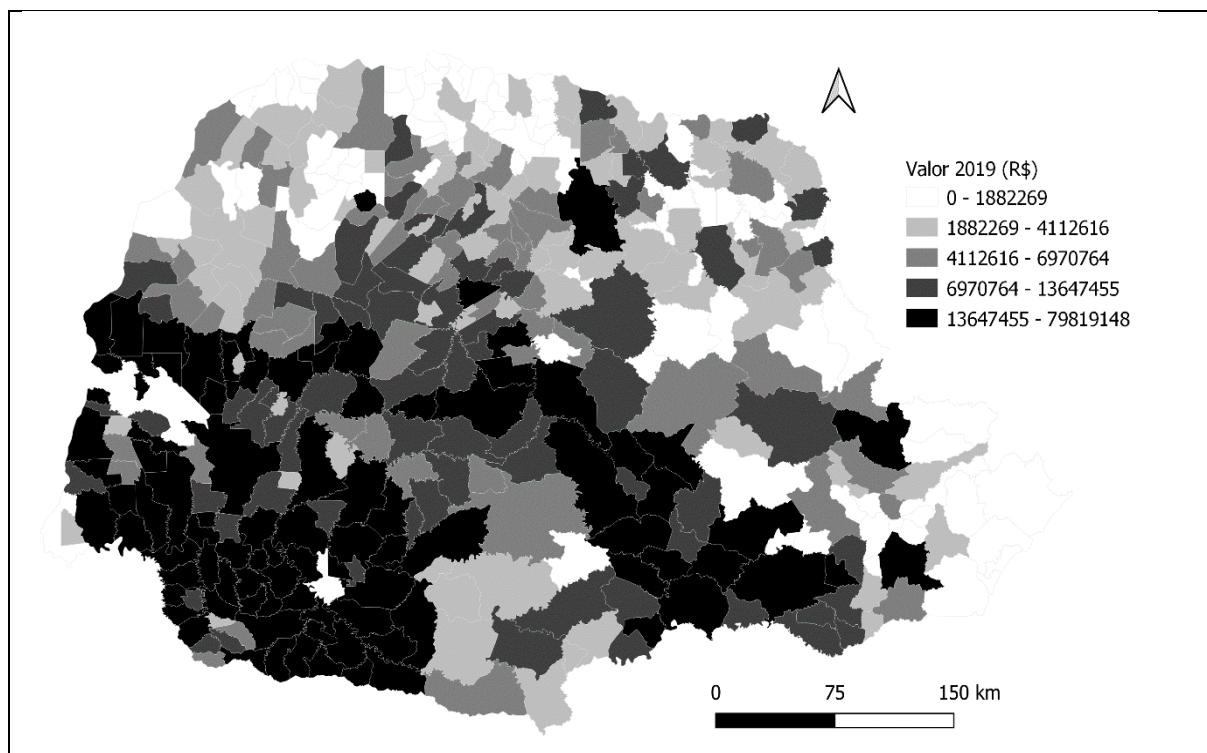 Valor 2019 (R$)
0 - 1882269
1882269 - 4112616
4112616 - 6970764
6970764 - 13647455
13647455 - 79819148
0 75 150 km